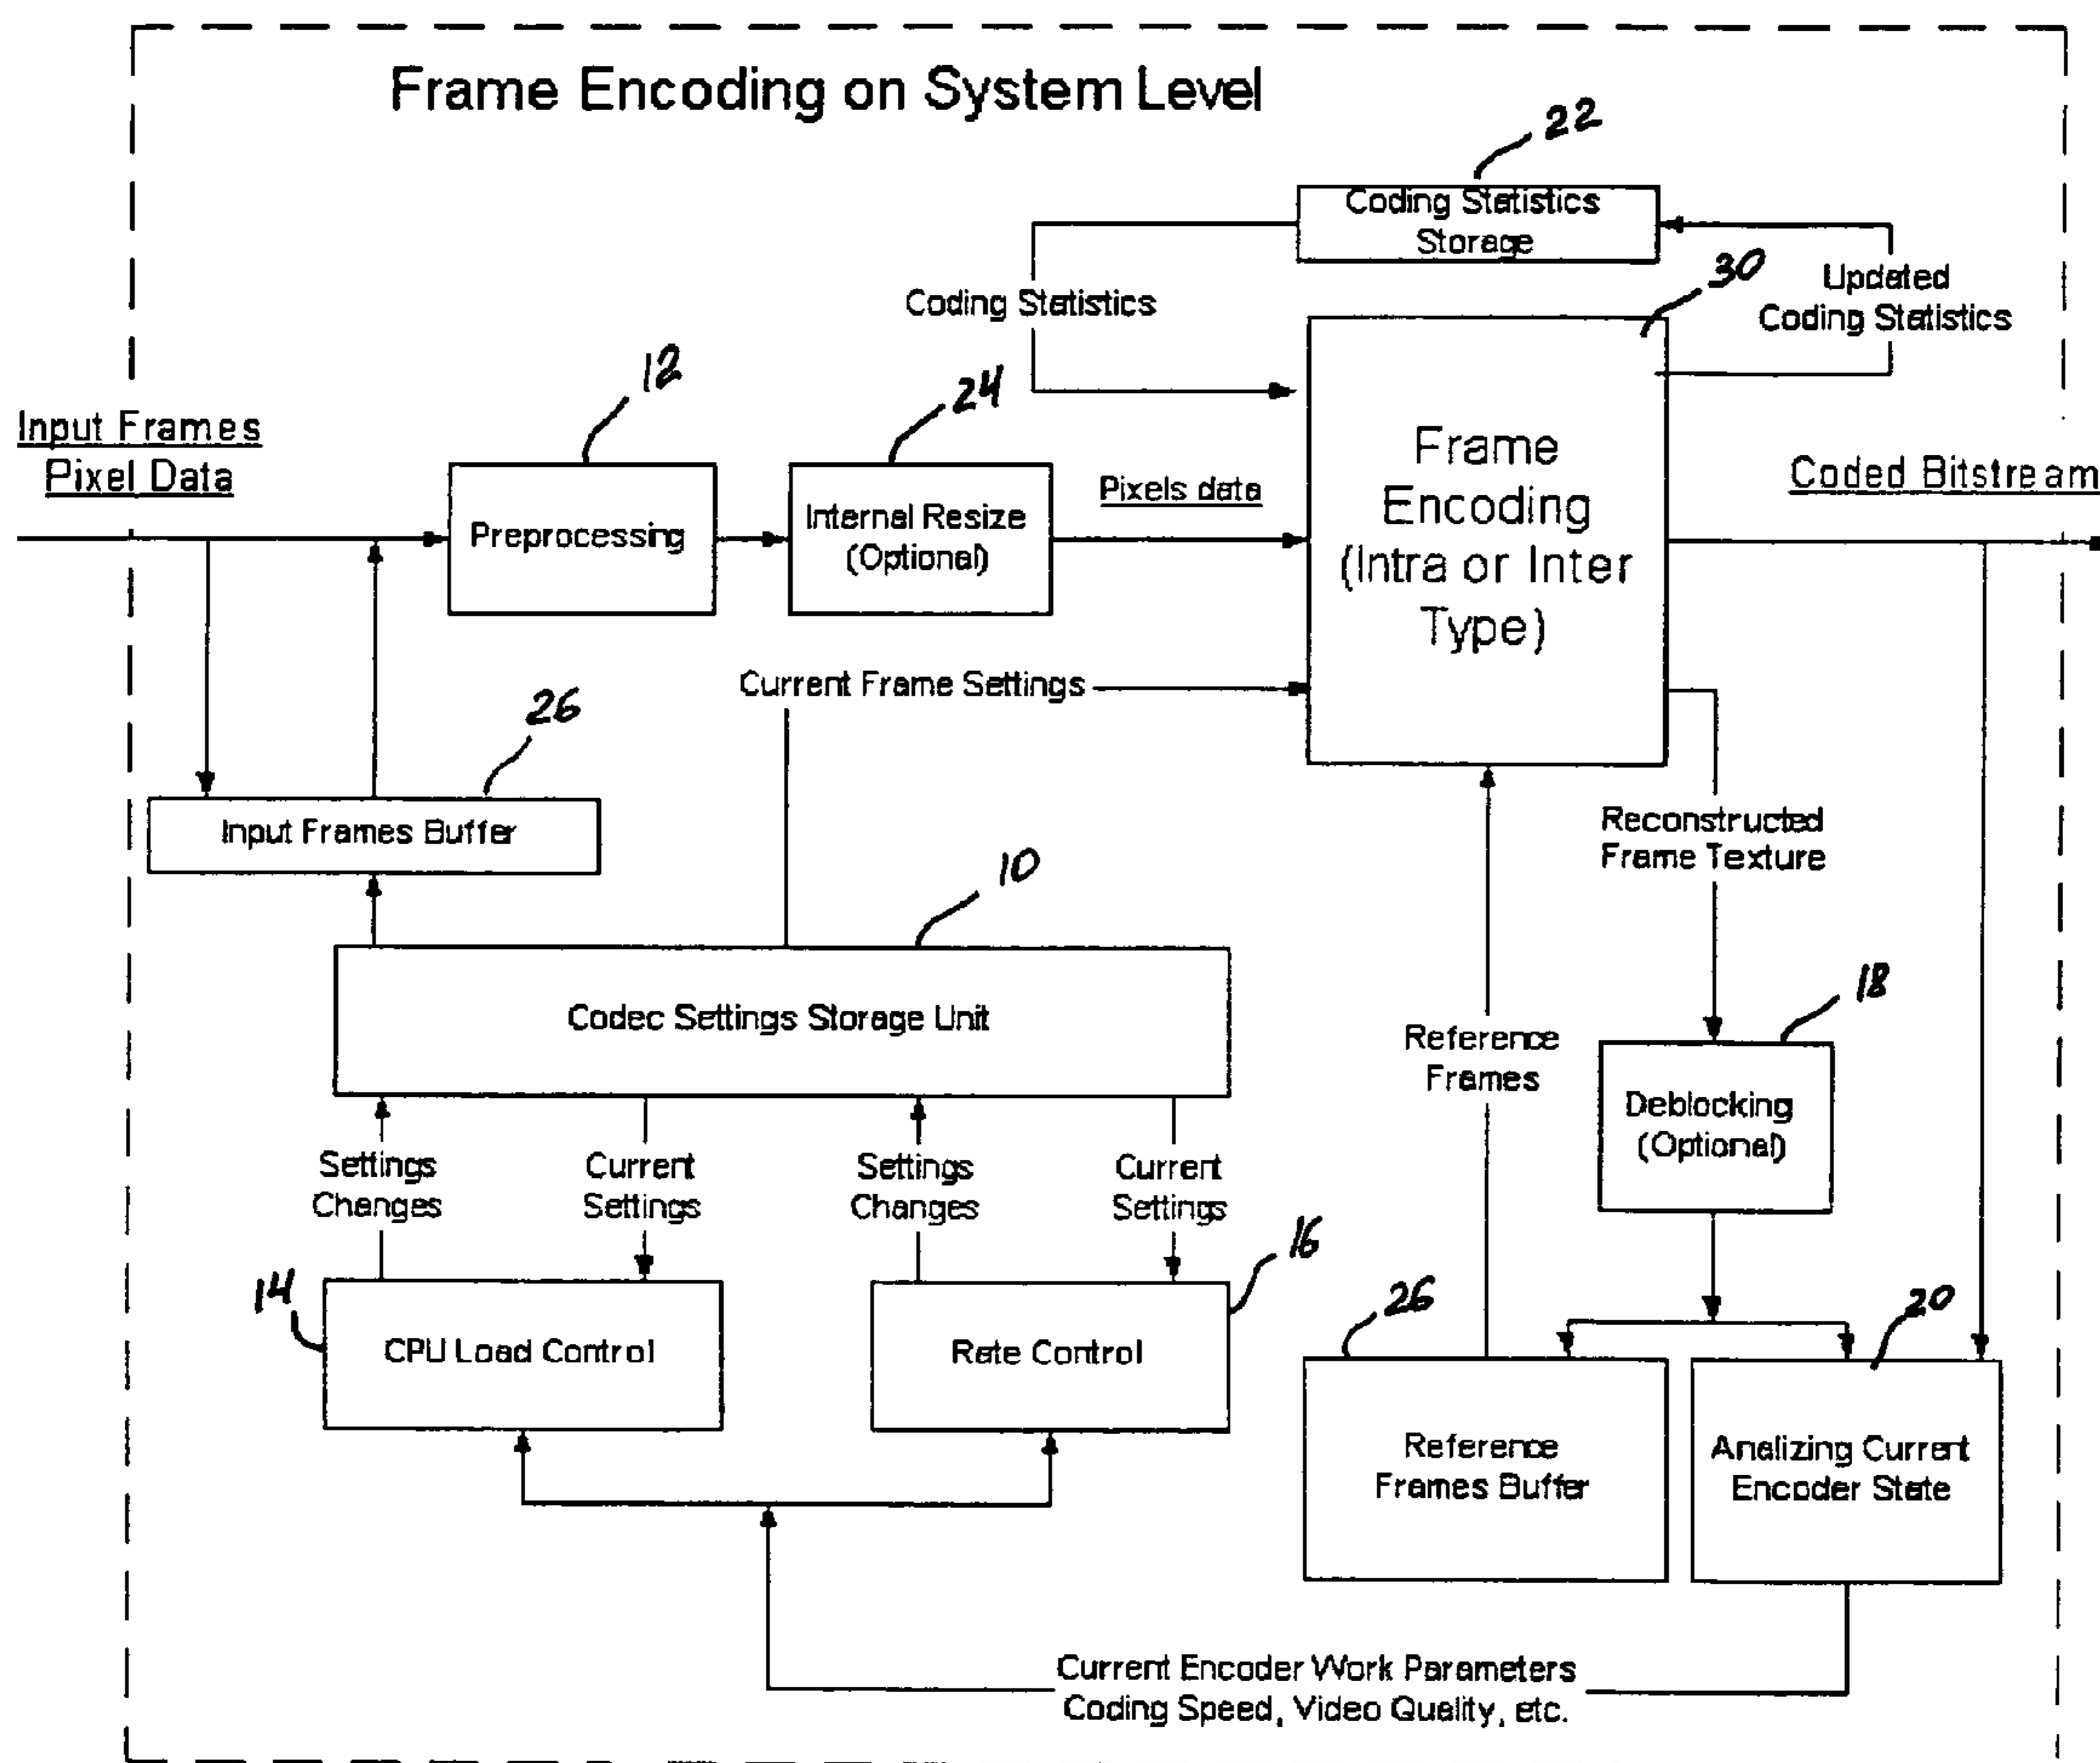 Frame Encoding on System Level
22
Coding Statistics
Storage
30
Updated
Coding Statistics
Coding Statistics
12
24
Input Frames
Pixel Data
Preprocessing
Internal Resize
(Optional)
Pixels data
Frame
Encoding
(Intra or Inter
Type)
Coded Bitstream
Current Frame Settings
26
Input Frames Buffer
Reconstructed
Frame Texture
10
Codec Settings Storage Unit
18
Reference
Frames
Deblocking
(Optional)
Settings
Changes
Current
Settings
Settings
Changes
Current
Settings
14
CPU Load Control
16
Rate Control
26
20
Reference
Frames Buffer
Analizing Current
Encoder State
Current Encoder Work Parameters
Coding Speed, Video Quality, etc.